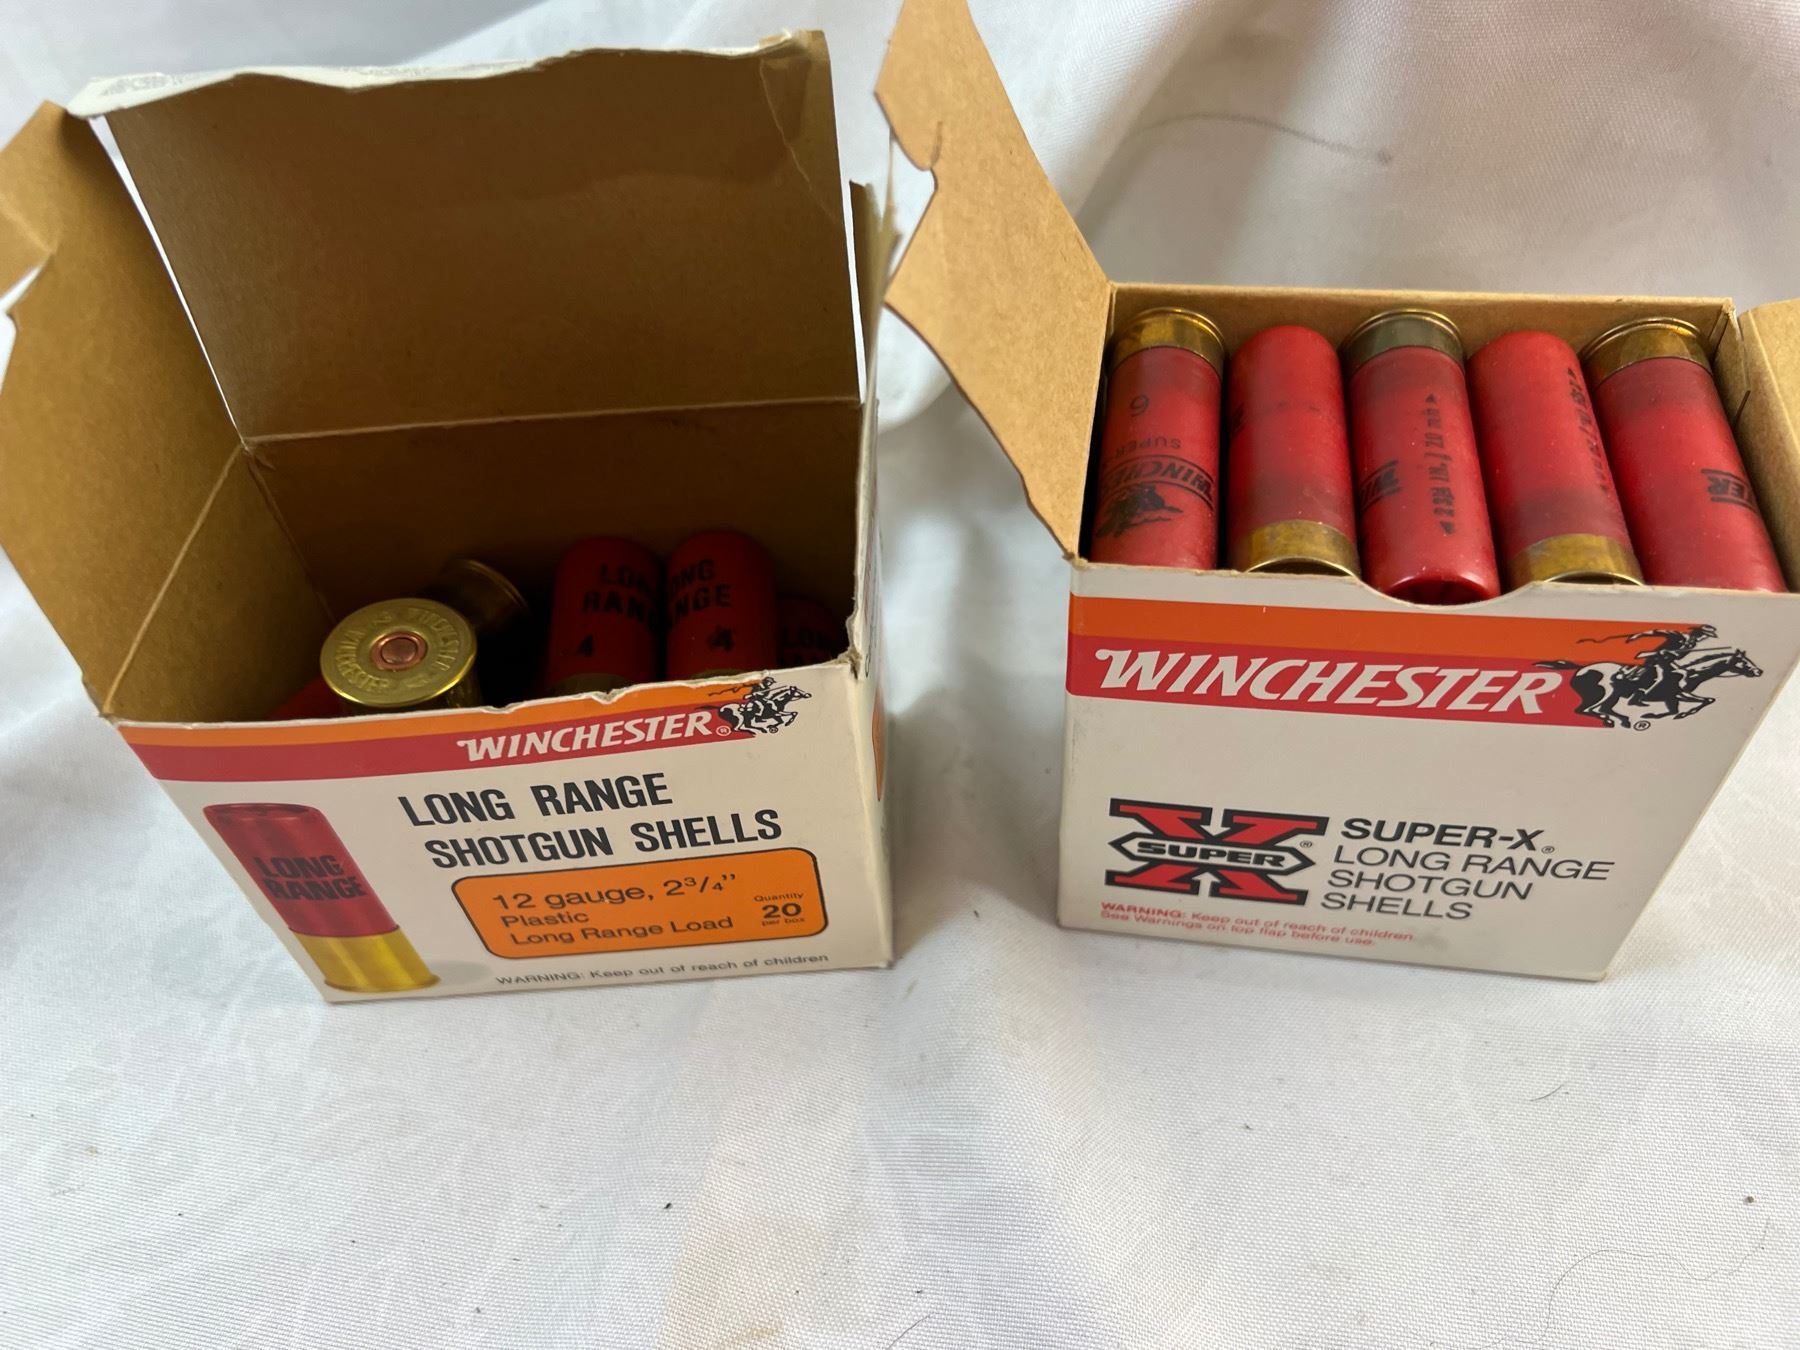 LONG
RANGE
4
4
WINCHESTER®
LONG RANGE
SHOTGUN SHELLS
LONG
RANGE
12 gauge, 2¾"
Plastic
Long Range Load
Quantity
20
per box
WARNING: Keep out of reach of children
6
SUPER-
WINCHE
WINCHESTER
®
SUPER
X
®
SUPER-X®
LONG RANGE
SHOTGUN
SHELLS
WARNING: Keep out of reach of children.
See Warnings on top flap before use.